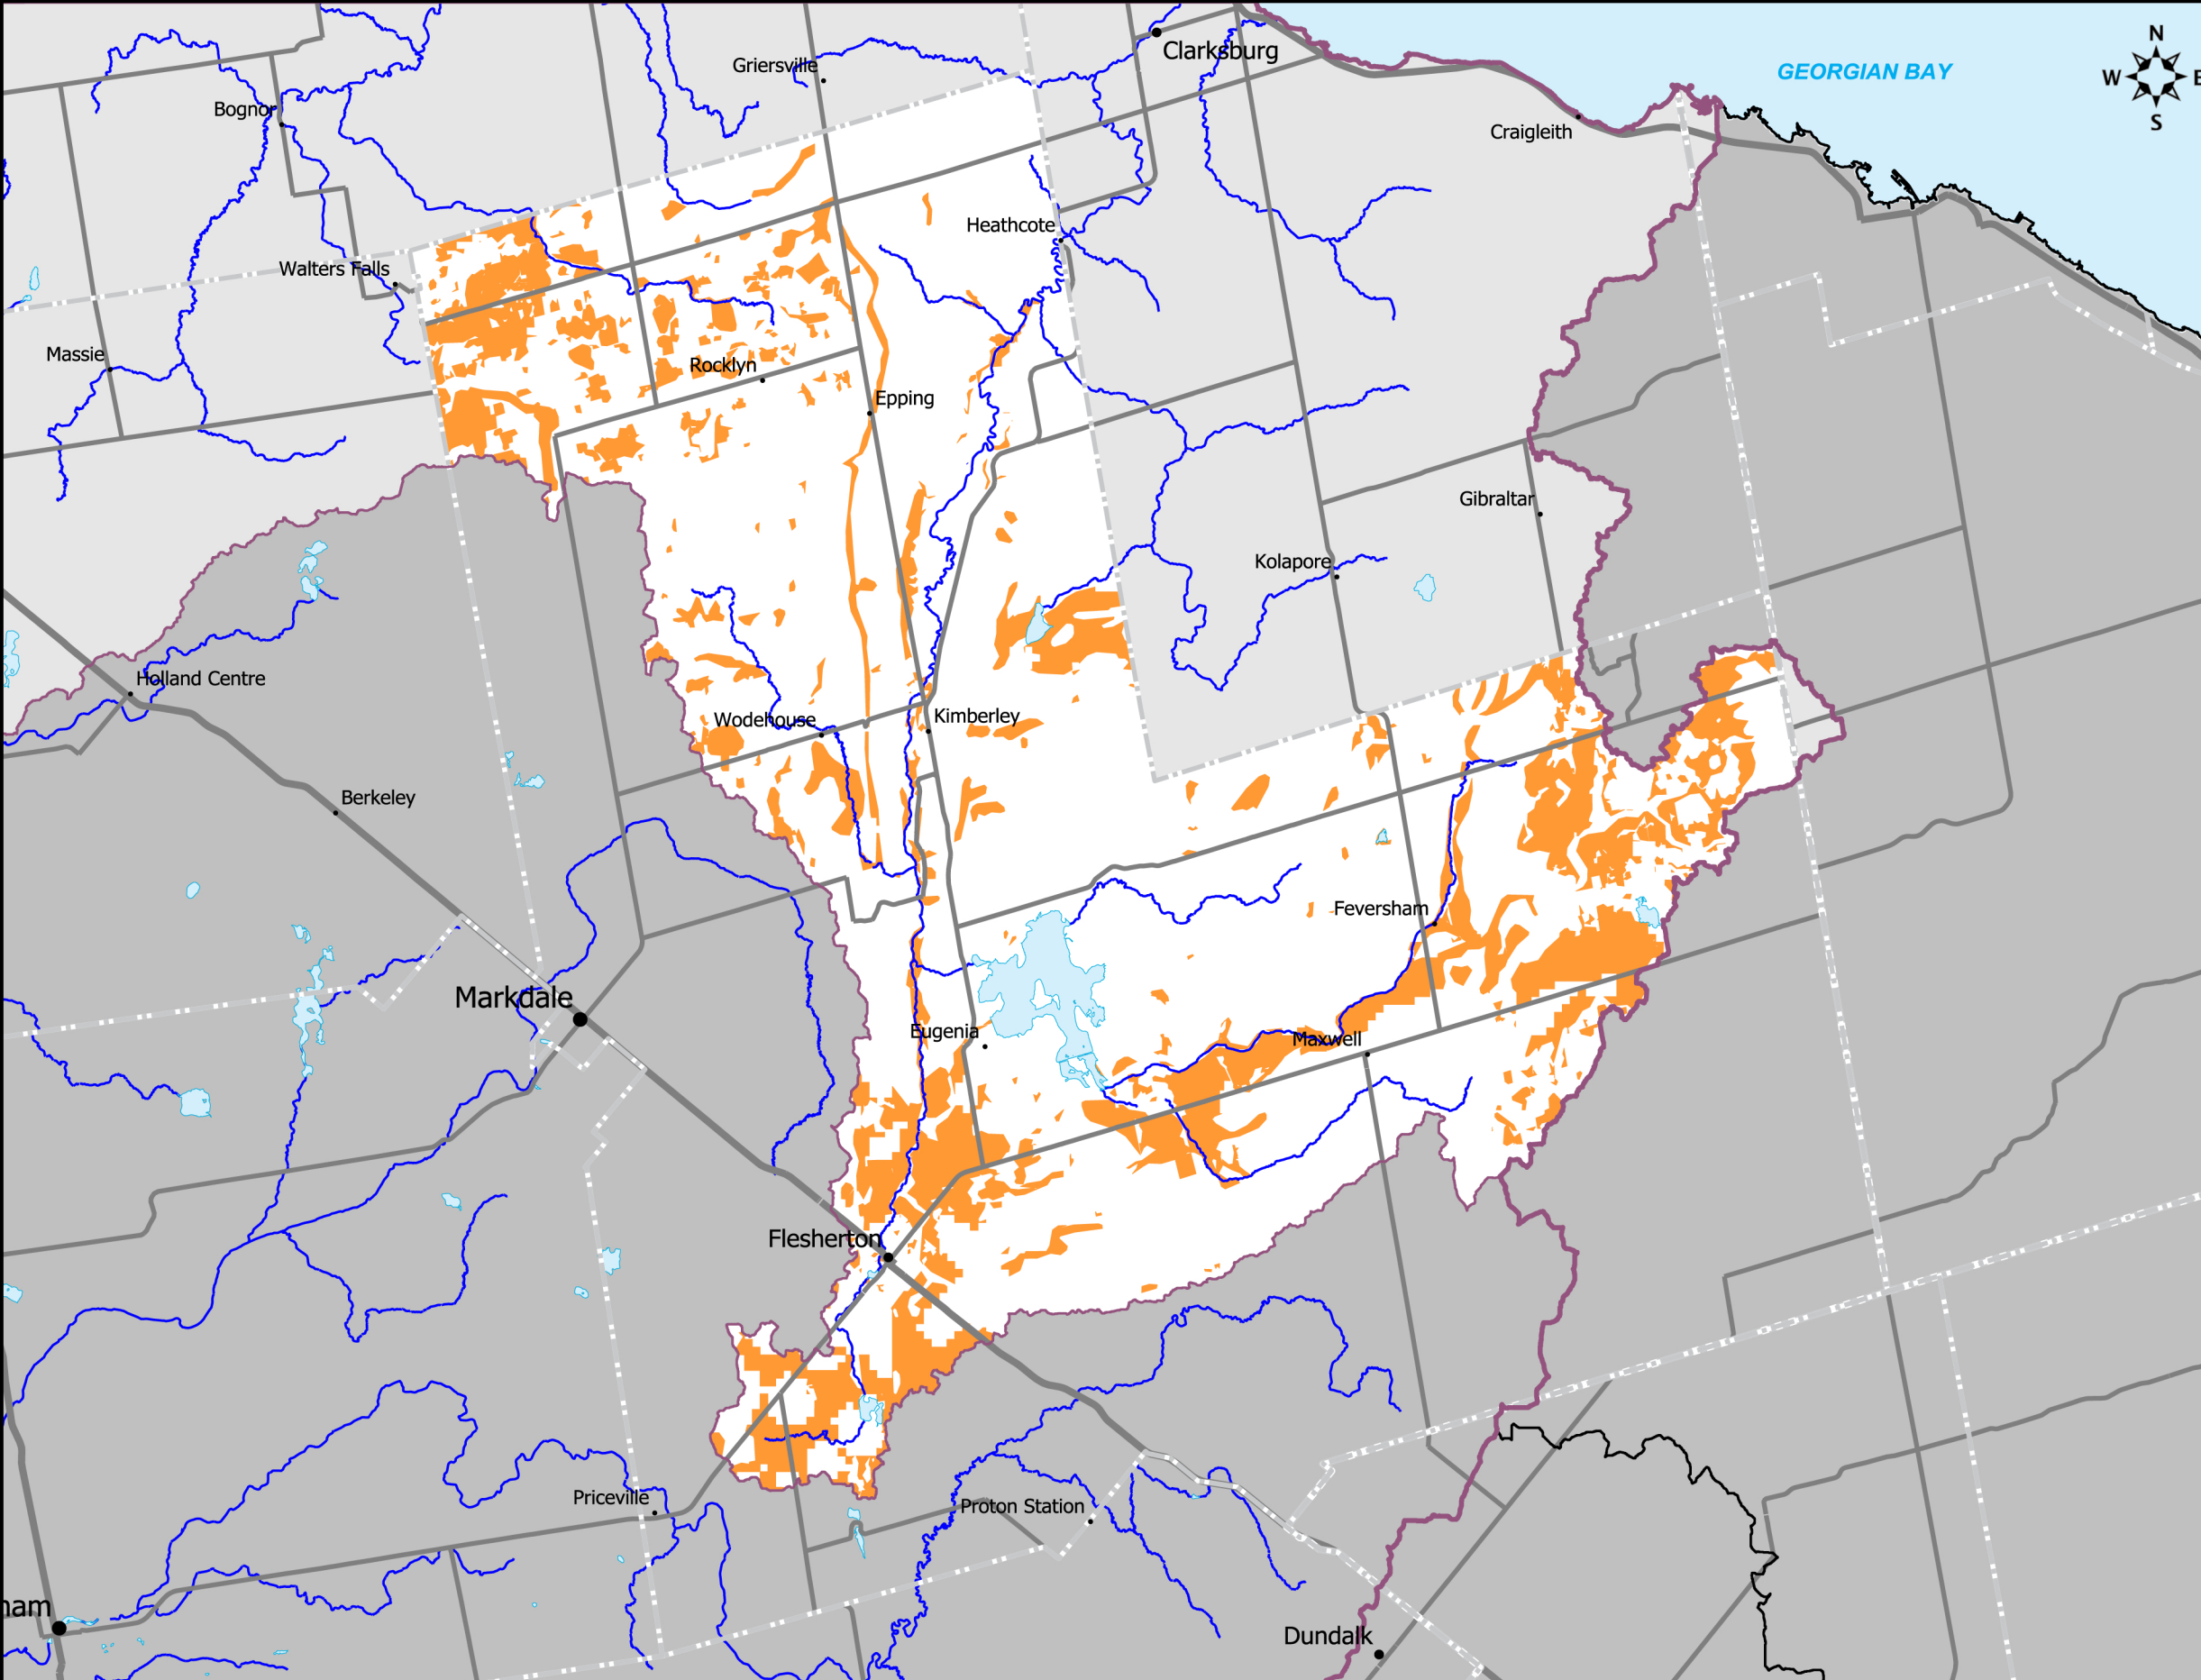 Clarksburg
N
GEORGIAN BAY
Griersville
W
E
Bognor
S
Craigleith
Heathcote
Walters Falls
Massie
Rocklyn
Epping
Gibraltar
Kolapore
Holland Centre
Wodehouse
Kimberley
Berkeley
Feversham
Markdale
Eugenia
Maxwell
Flesherton
Priceville
Proton Station
ham
Dundalk